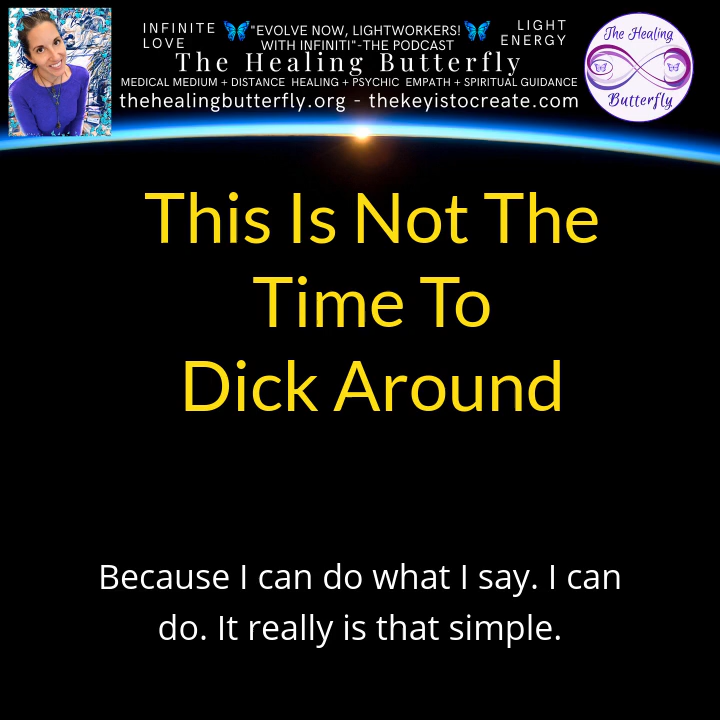 INFINITE
LOVE
"EVOLVE NOW, LIGHTWORKERS!
WITH INFINITI"-THE PODCAST
LIGHT
ENERGY
The Healing Butterfly
MEDICAL MEDIUM + DISTANCE HEALING + PSYCHIC EMPATH + SPIRITUAL GUIDANCE
thehealingbutterfly.org - thekeyistocreate.com
The Healing
Butterfly
This Is Not The
Time To
Dick Around
Because I can do what I say. I can
do. It really is that simple.